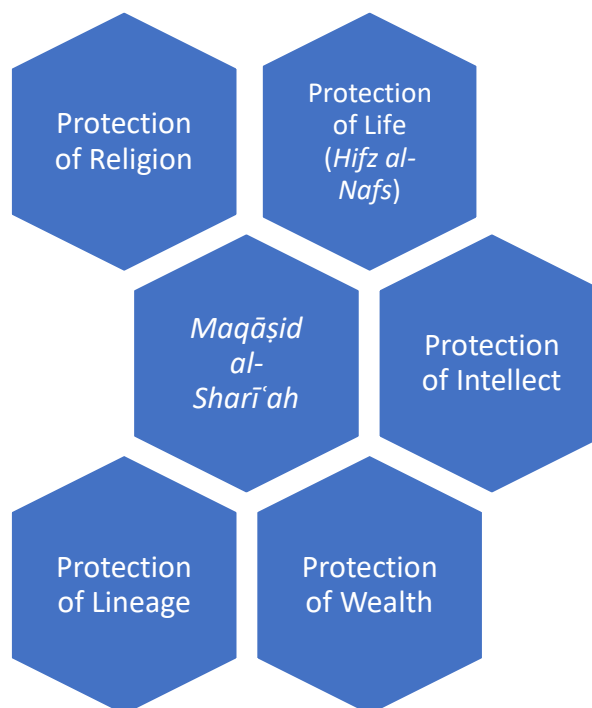 Protection
of Religion
Protection
of Life
(Hifz al-
Nafs)
Maqāṣid
al-
Sharīʿah
Protection
of Intellect
Protection
of Lineage
Protection
of Wealth